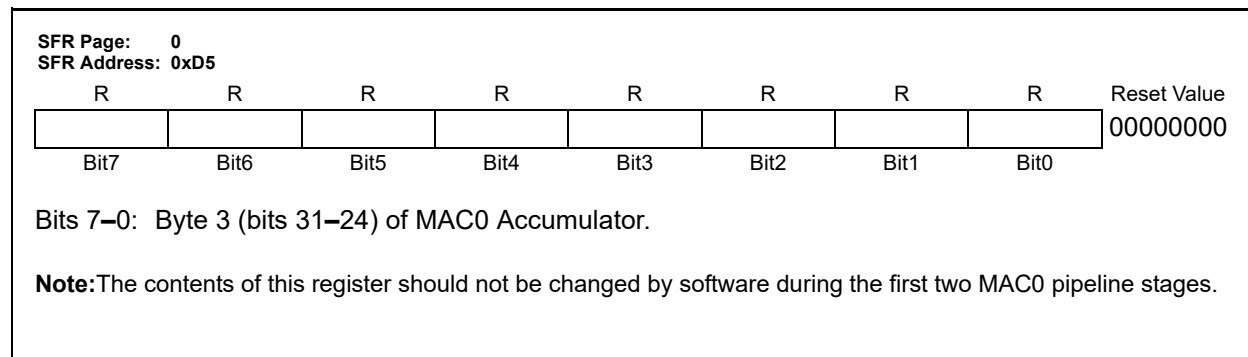 SFR Page: 0
SFR Address: 0xD5
R R R R R R R R Reset Value
00000000
Bit7 Bit6 Bit5 Bit4 Bit3 Bit2 Bit1 Bit0
Bits 7–0: Byte 3 (bits 31–24) of MAC0 Accumulator.
Note:The contents of this register should not be changed by software during the first two MAC0 pipeline stages.